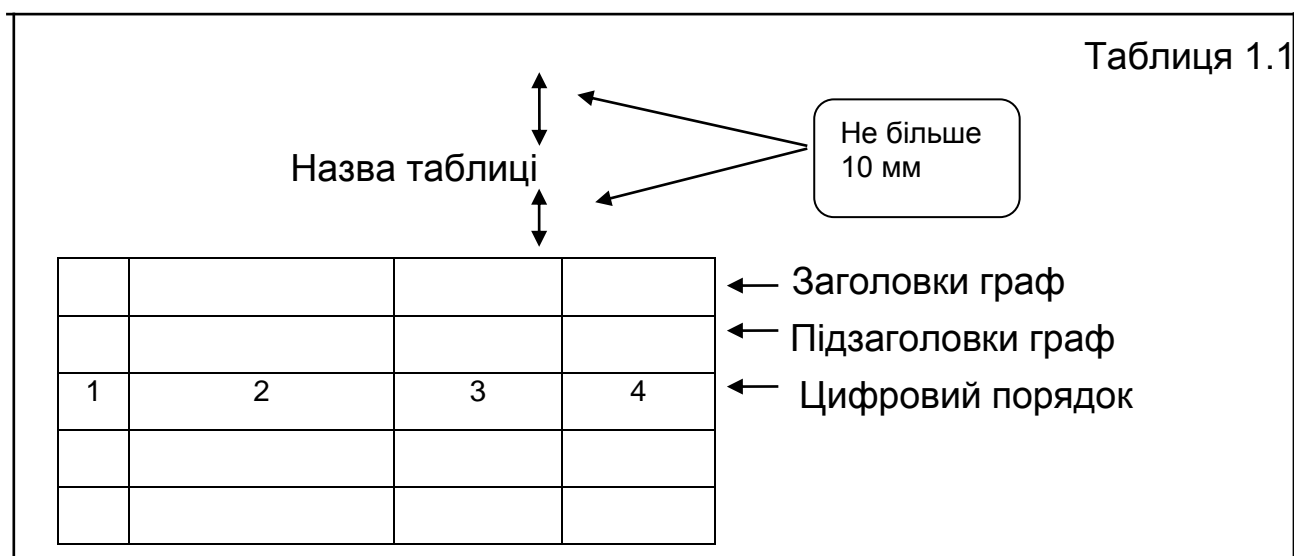 Таблиця 1.1
Не більше
10 мм
Назва таблиці
Заголовки граф
Підзаголовки граф
1 2 3 4 Цифровий порядок